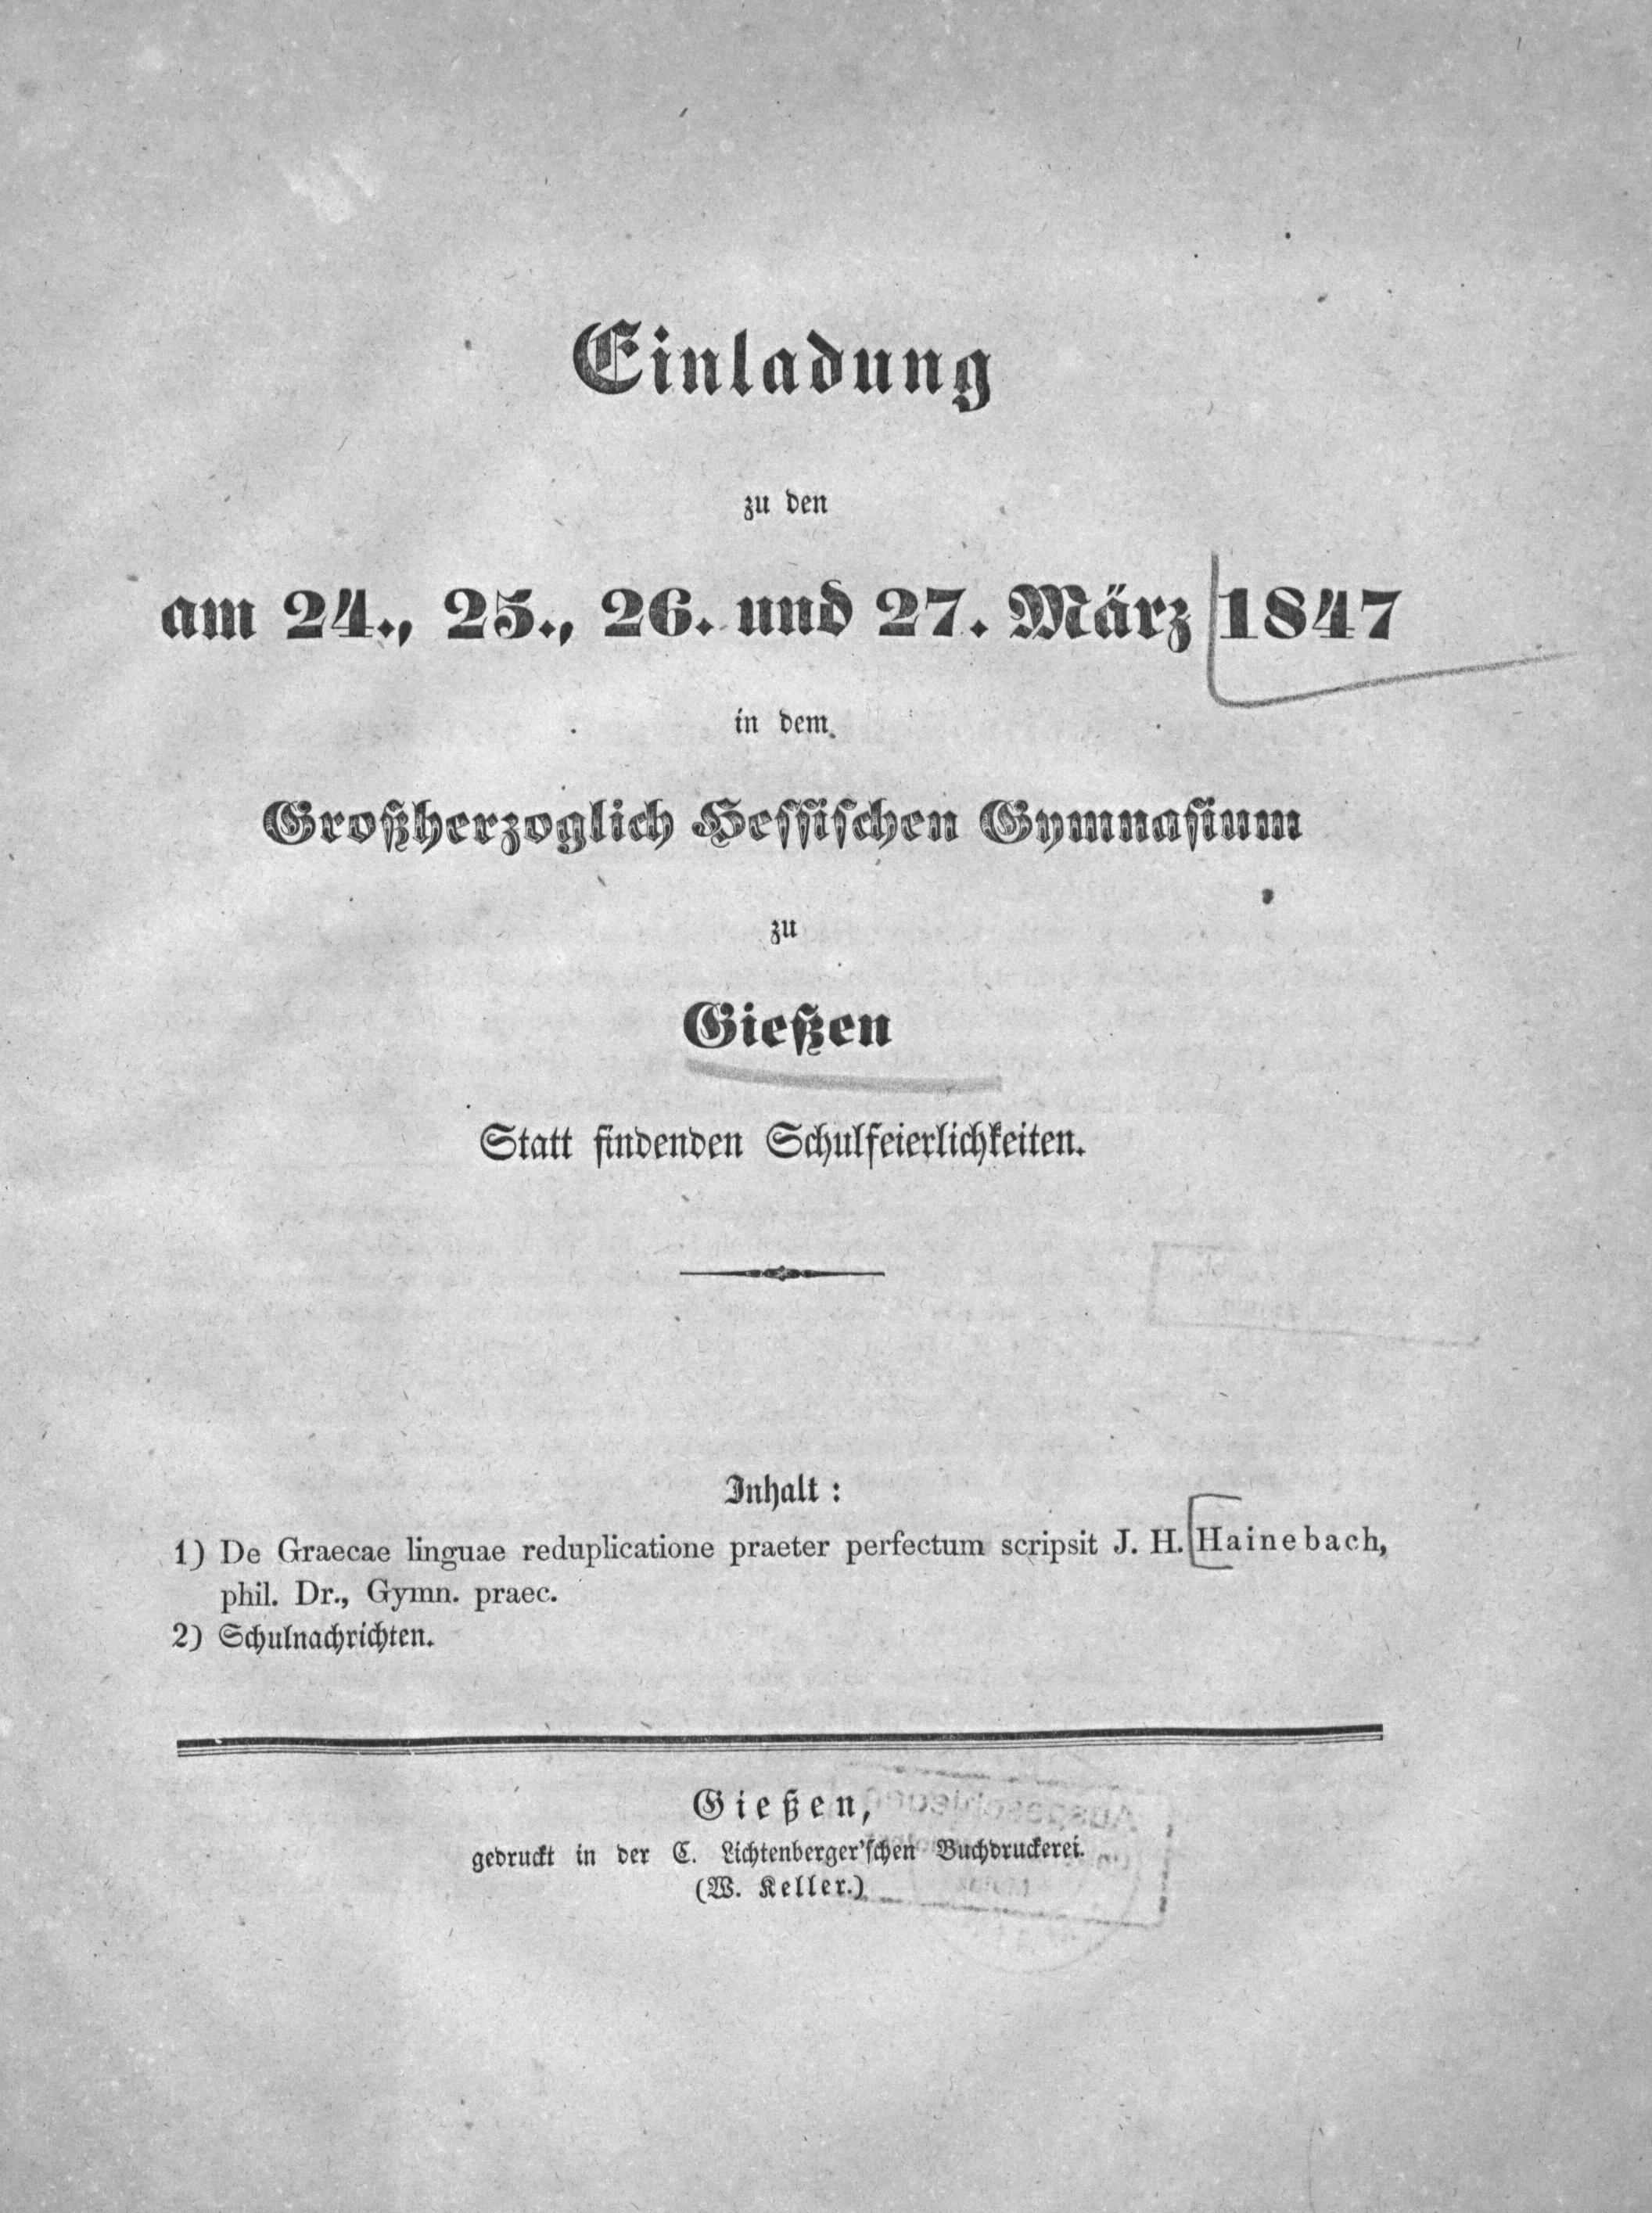 Einladung
zu den
am 24., 25., 26. und 27. März 1847
in dem
Großherzoglich Hessischen Gymnasium
zu
Gießen
Statt findenden Schulfeierlichkeiten.
Inhalt :
1) De Graecae linguae reduplicatione praeter perfectum scripsit J. H. Hainebach,
phil. Dr., Gymn. praec.
2) Schulnachrichten.
Gießen,
gedruckt in der C. Lichtenberger'schen Buchdruckerei.
(W. Keller.)